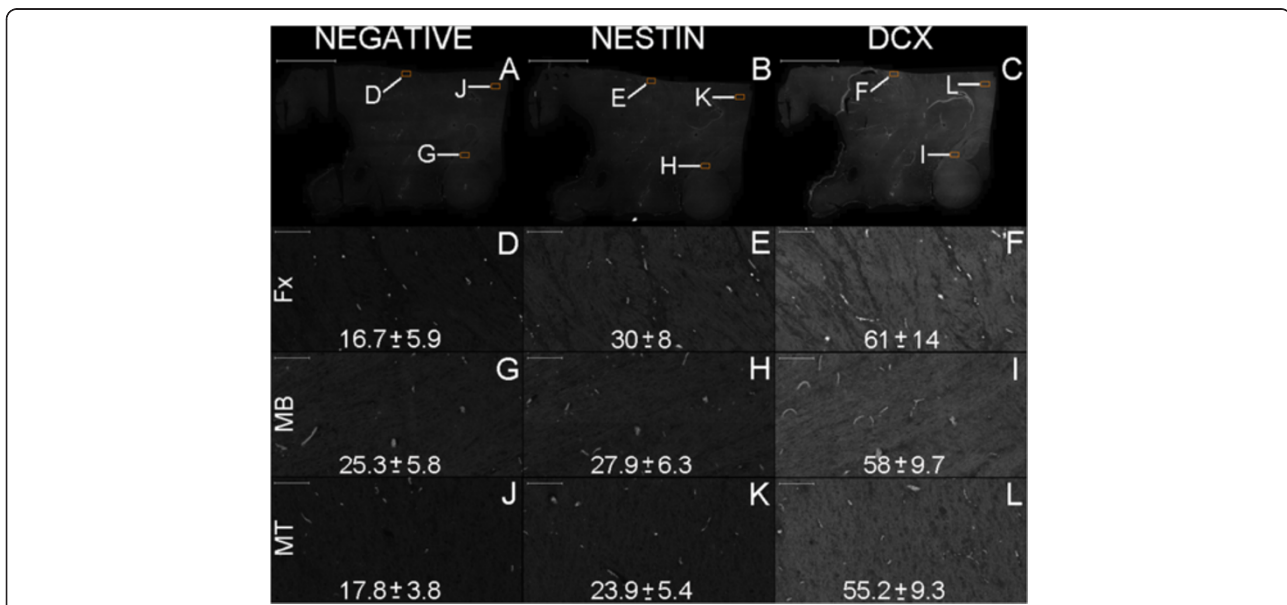 NEGATIVE NESTIN DCX
A B C
D J E K F L
G H I
D E F
Fx
16.7±5.9 30±8 61±14
G H I
MB
25.3±5.8 27.9±6.3 58±9.7
J K L
MT
17.8±3.8 23.9±5.4 55.2±9.3